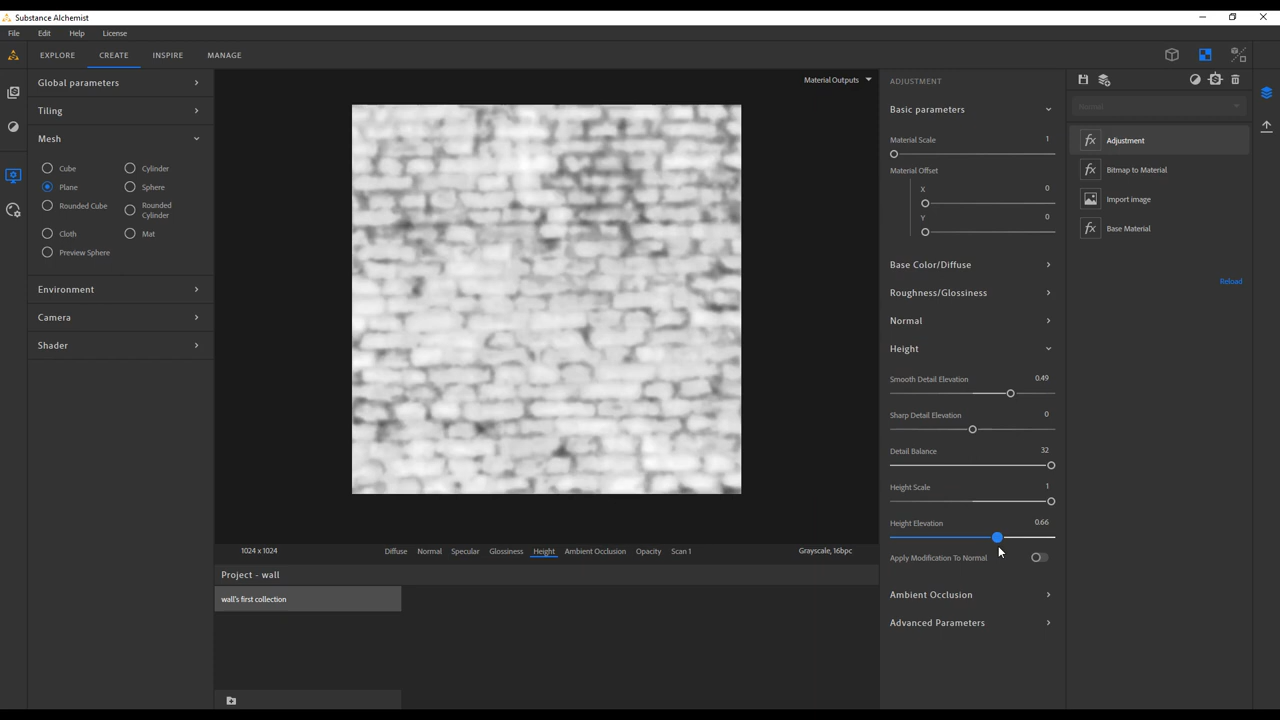 Substance Alchemist
File Edit Help License
EXPLORE CREATE INSPIRE MANAGE
Global parameters
Tiling
Mesh
Cube Cylinder
Plane Sphere
Rounded Cube Rounded Cylinder
Cloth Mat
Preview Sphere
Environment
Camera
Shader
Material Outputs
1024 x 1024
Diffuse Normal Specular Glossiness Height Ambient Occlusion Opacity Scan 1
Grayscale, 16bpc
Project - wall
wall's first collection
ADJUSTMENT
Basic parameters
Material Scale 1
Material Offset
X 0
Y 0
Base Color/Diffuse
Roughness/Glossiness
Normal
Height
Smooth Detail Elevation 0.49
Sharp Detail Elevation 0
Detail Balance 32
Height Scale 1
Height Elevation 0.66
Apply Modification To Normal
Ambient Occlusion
Advanced Parameters
Normal
fx Adjustment
fx Bitmap to Material
Import image
fx Base Material
Reload